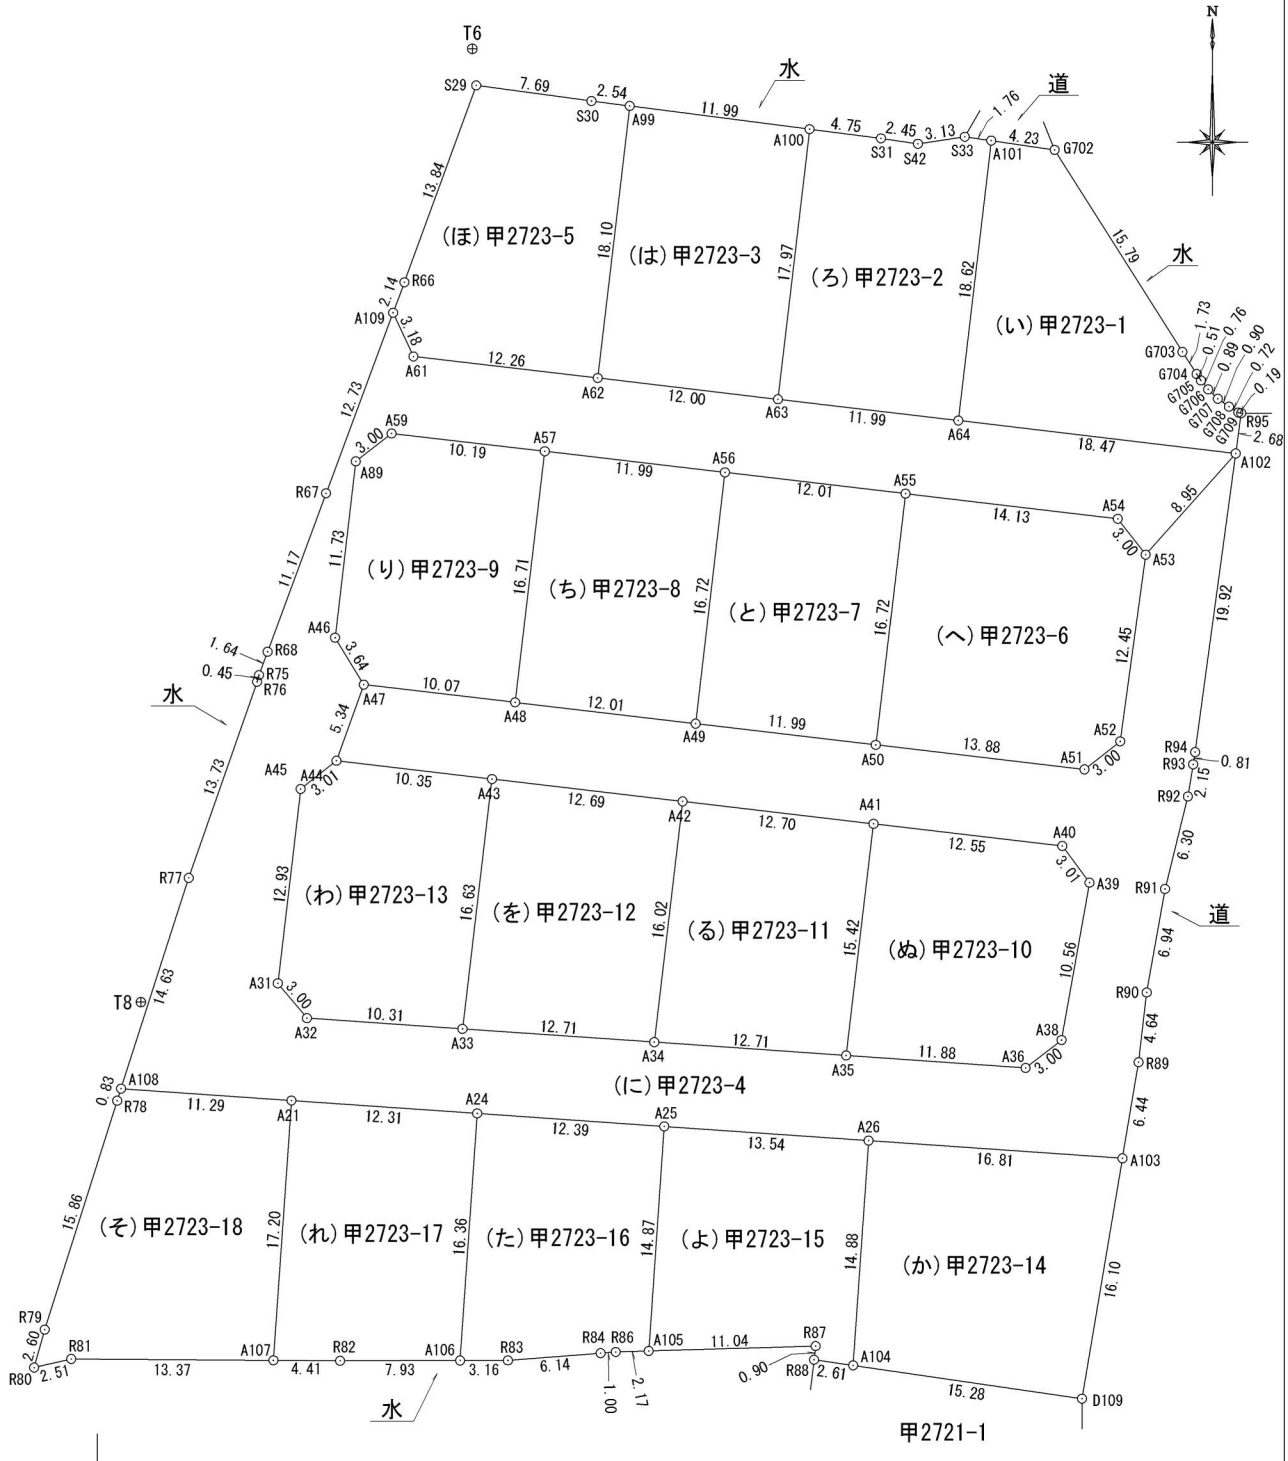 N
T6
S29
7.69
2.54
S30
A99
水
11.99
道
1.76
A100
4.75
2.45
3.13
S31
S42
S33
A101
4.23
G702
13.84
(ほ)甲2723-5
18.10
(は)甲2723-3
17.97
(ろ)甲2723-2
18.62
15.79
水
(い)甲2723-1
R66
2.14
A109
3.18
A61
12.26
A62
12.00
A63
11.99
A64
18.47
G703
1.73
0.51
0.76
0.89
0.90
0.72
0.19
G704
G705
G706
G707
G708
G709
R95
2.68
A102
12.73
A59
3.00
A89
10.19
A57
11.99
A56
12.01
A55
14.13
A54
3.00
A53
8.95
R67
11.73
(り)甲2723-9
16.71
(ち)甲2723-8
16.72
(と)甲2723-7
16.72
(へ)甲2723-6
12.45
19.92
11.17
A46
3.64
R68
1.64
R75
0.45
R76
水
A47
10.07
A48
12.01
A49
11.99
A50
13.88
A51
3.00
A52
R94
0.81
R93
2.15
R92
5.34
13.73
A45
A44
3.01
10.35
A43
12.69
A42
12.70
A41
12.55
A40
3.01
A39
6.30
R91
道
R77
12.93
(わ)甲2723-13
16.63
(を)甲2723-12
16.02
(る)甲2723-11
15.42
(ぬ)甲2723-10
10.56
6.94
R90
14.63
T8
A31
3.00
A32
10.31
A33
12.71
A34
12.71
A35
11.88
A36
3.00
A38
4.64
R89
(に)甲2723-4
A108
0.83
R78
11.29
A21
12.31
A24
12.39
A25
13.54
A26
16.81
A103
6.44
15.86
(そ)甲2723-18
17.20
(れ)甲2723-17
16.36
(た)甲2723-16
14.87
(よ)甲2723-15
14.88
(か)甲2723-14
16.10
R79
2.60
R80
2.51
R81
13.37
A107
4.41
R82
7.93
A106
3.16
R83
6.14
R84
R86
1.00
2.17
A105
11.04
R87
0.90
R88
2.61
A104
15.28
D109
水
甲2721-1